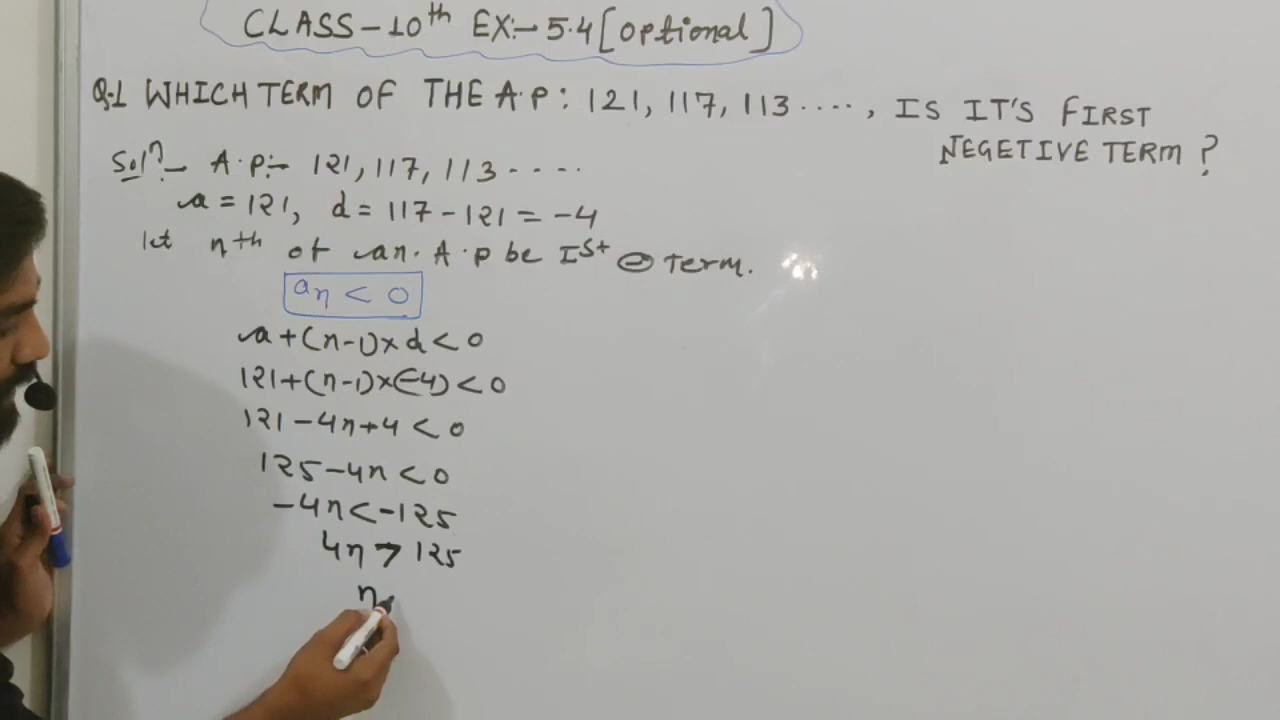 CLASS-10th EX:- 5.4 [optional]
Q.1 WHICH TERM OF THE A.P: 121, 117, 113 ...., IS IT'S FIRST
NEGETIVE TERM ?
Solⁿ:- A.P:- 121, 117, 113 ----
a = 121, d = 117 - 121 = -4
let nth of an A.P be Ist ⊖ term.
an < 0
a + (n-1) x d < 0
121 + (n-1) x (-4) < 0
121 - 4n + 4 < 0
125 - 4n < 0
-4n < -125
4n > 125
n